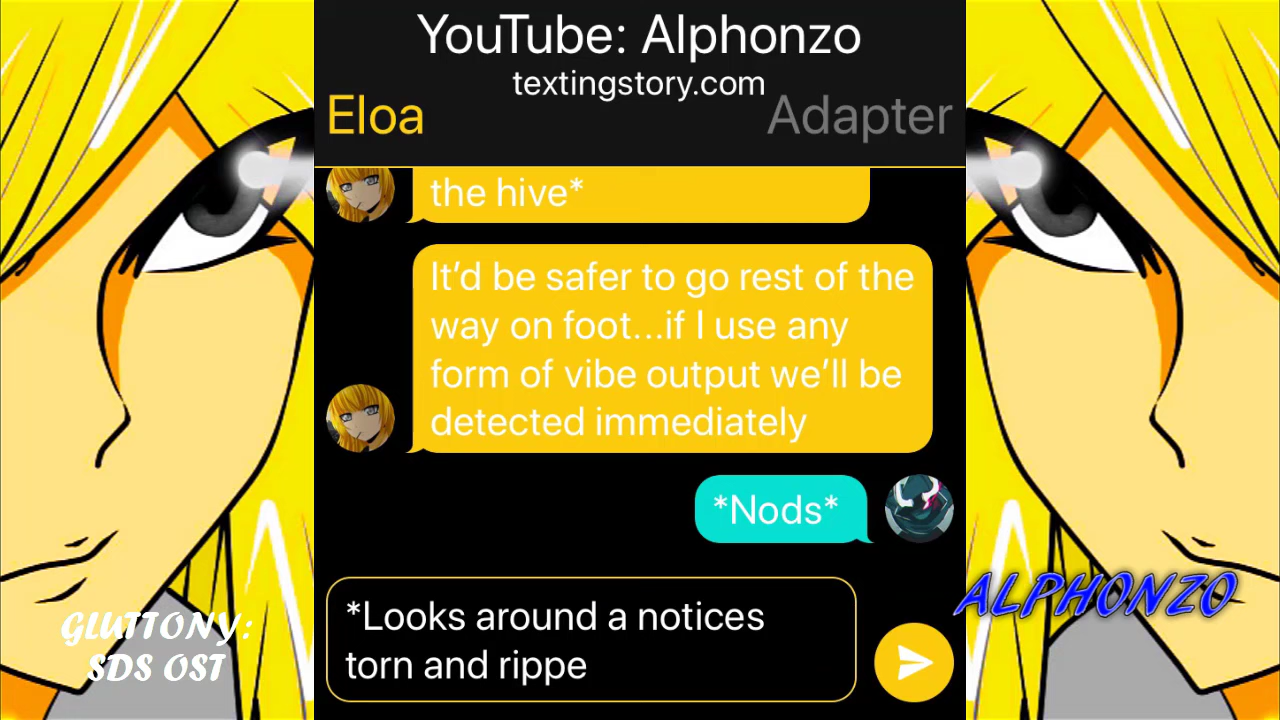 YouTube: Alphonzo
textingstory.com
Eloa
Adapter
the hive*
It’d be safer to go rest of the
way on foot...if I use any
form of vibe output we’ll be
detected immediately
*Nods*
*Looks around a notices
torn and rippe
GLUTTONY:
SDS OST
ALPHONZO